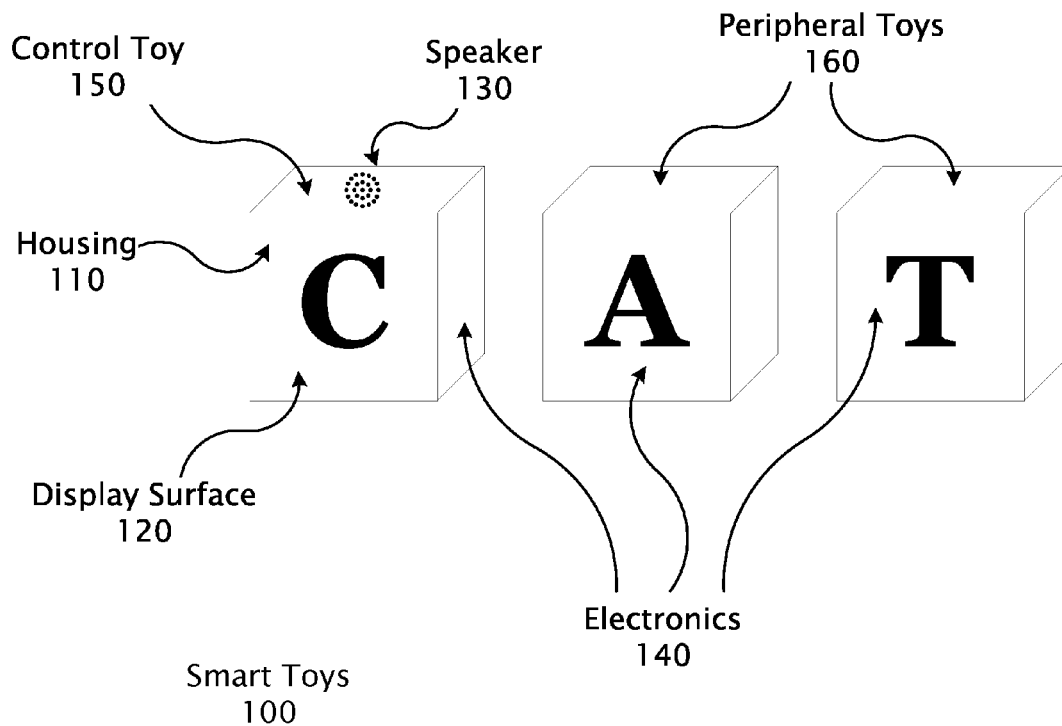 Control Toy
150
Speaker
130
Peripheral Toys
160
Housing
110
C A T
Display Surface
120
Electronics
140
Smart Toys
100